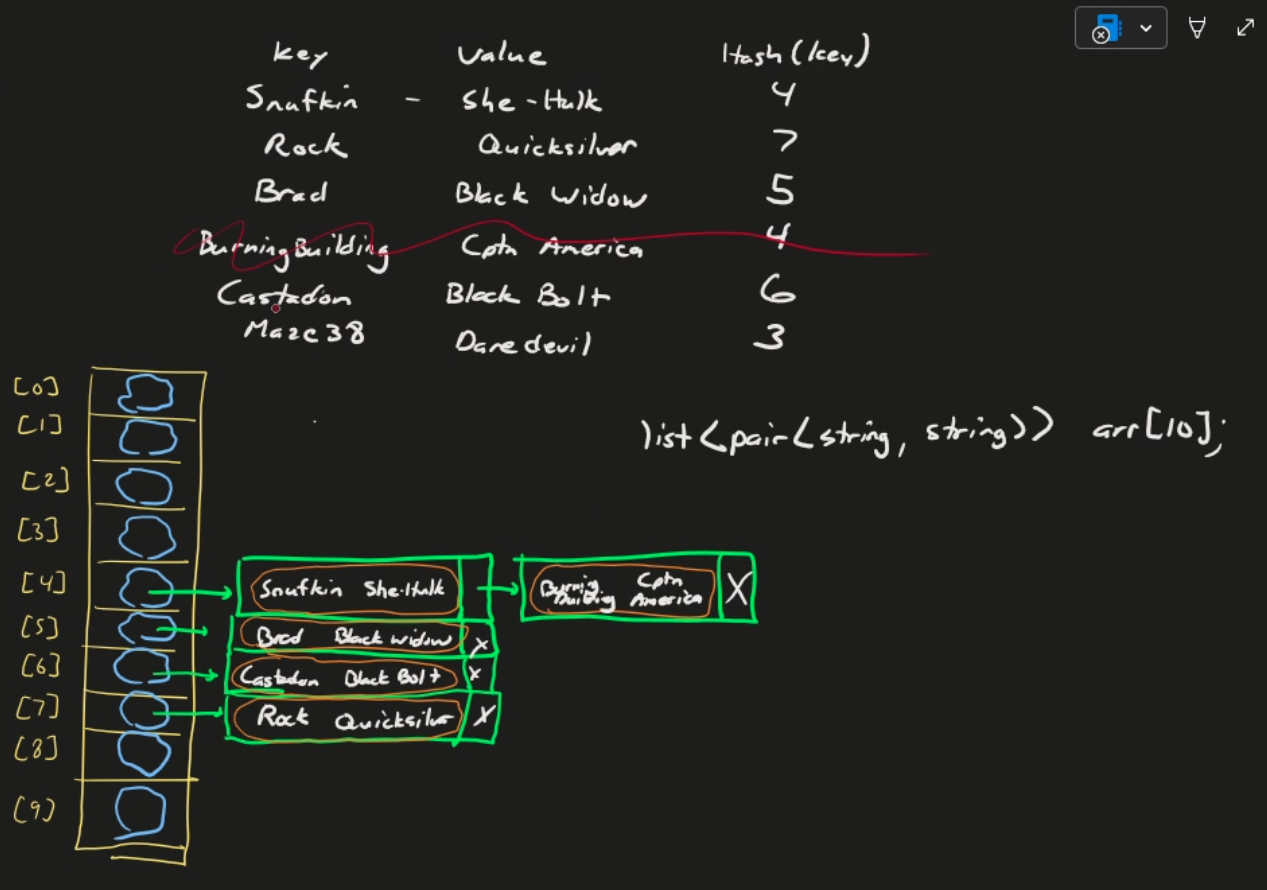 key value Hash(key)
Snufkin - She-Hulk 4
Rock Quicksilver 7
Brad Black Widow 5
BurningBuilding Cptn America 4
Castadon Black Bolt 6
Maze38 Daredevil 3
[0]
[1]
list<pair<string, string>> arr[10];
[2]
[3]
[4] Snufkin She-Hulk Burnig Building Cptn America X
[5] Brad Black widow X
[6] Castadon Black Bolt X
[7] Rock Quicksilver X
[8]
[9]